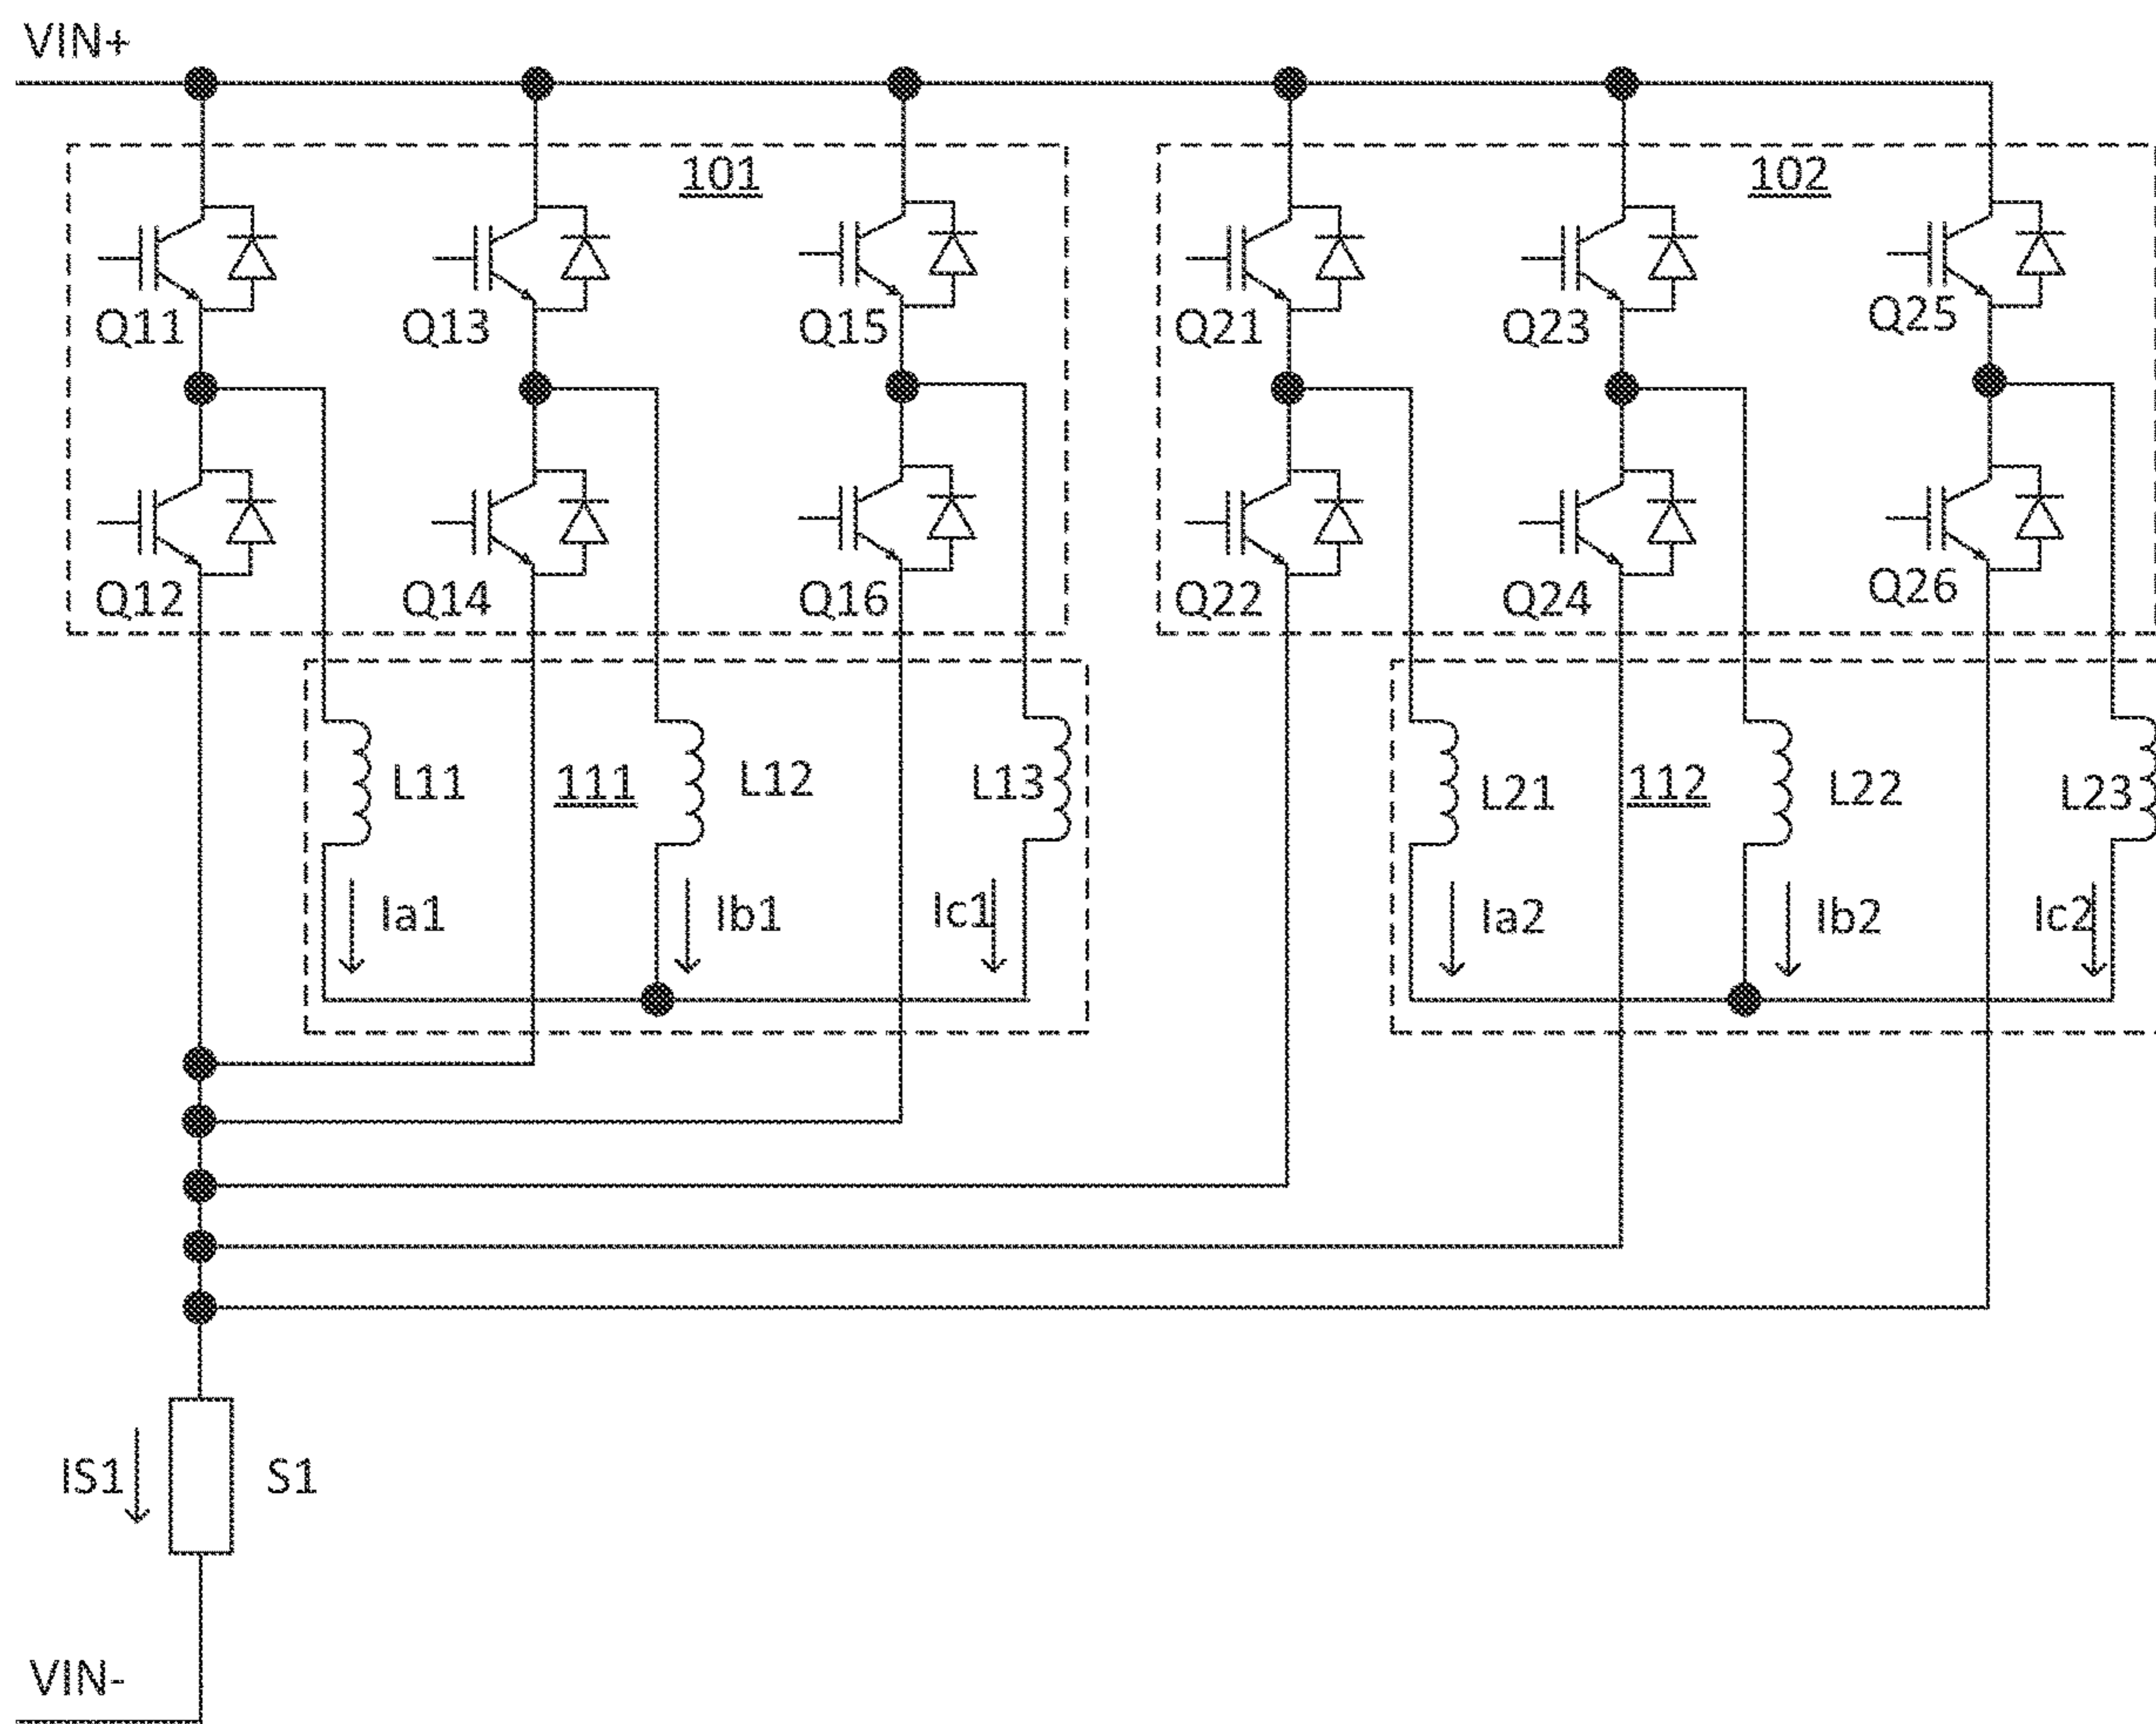 VIN+
101
102
Q11
Q13
Q15
Q21
Q23
Q25
Q12
Q14
Q16
Q22
Q24
Q26
L11
111
L12
L13
L21
112
L22
L23
Ia1
Ib1
Ic1
Ia2
Ib2
Ic2
IS1
S1
VIN-